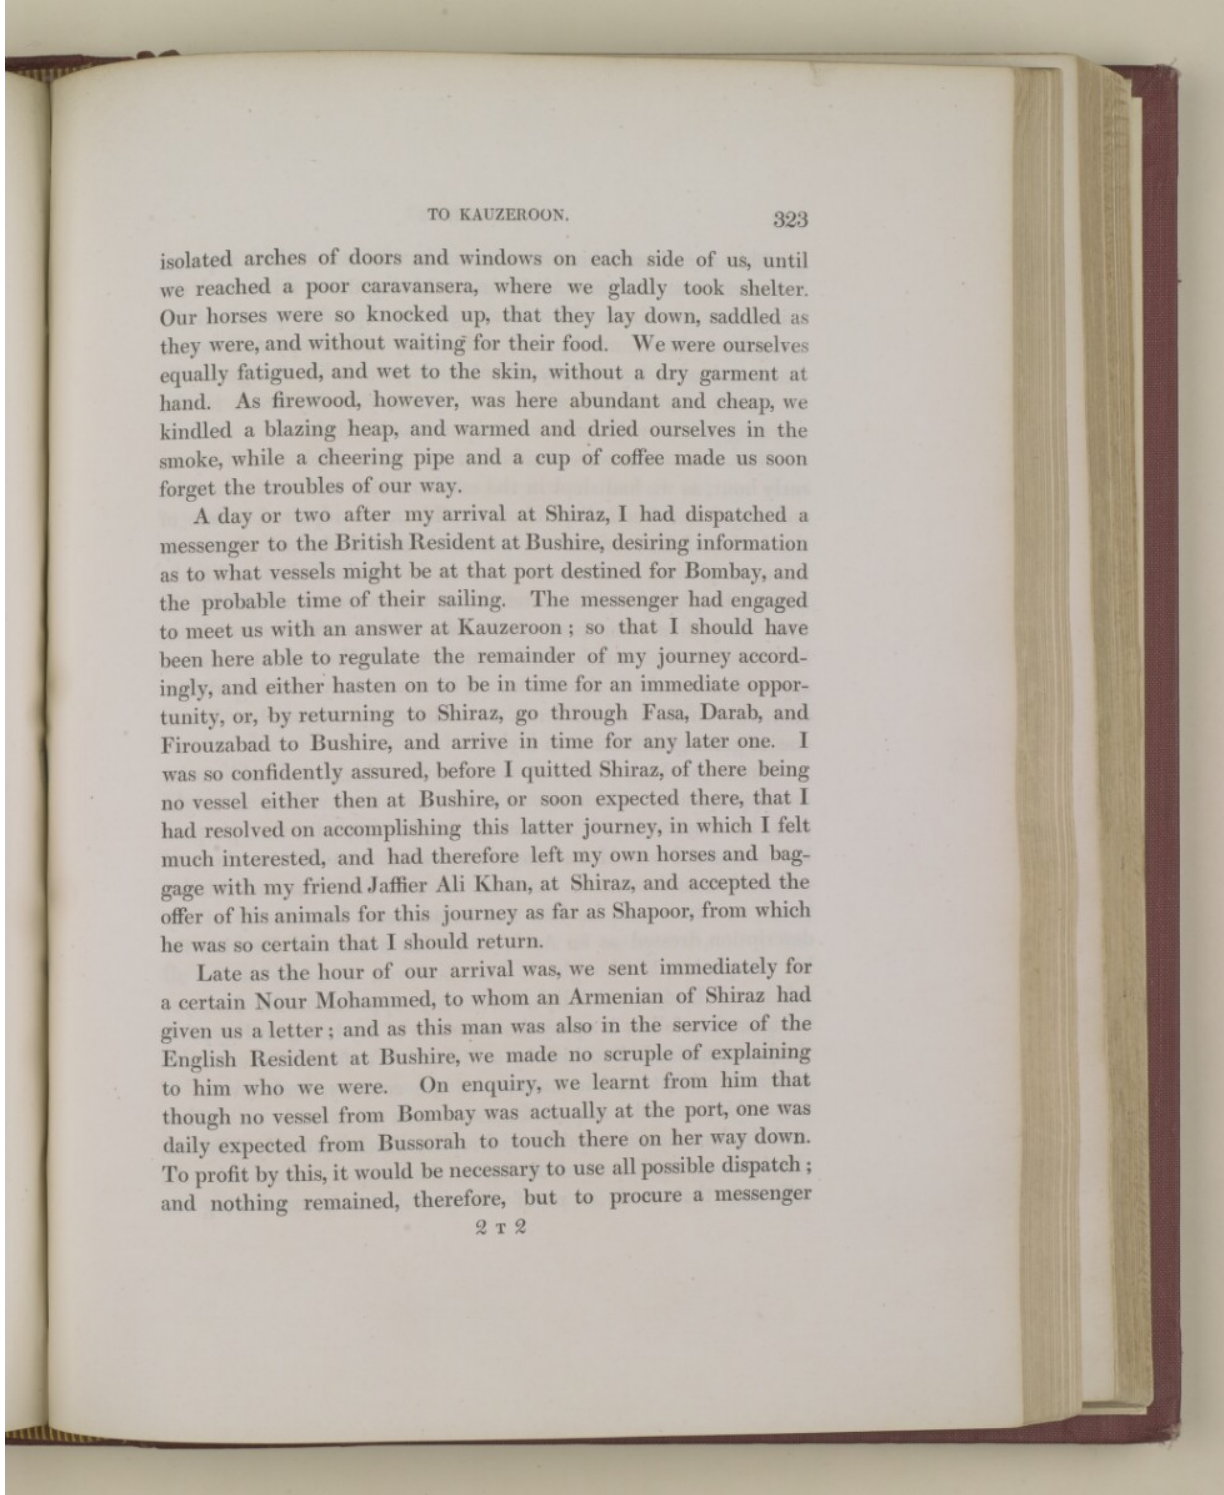 TO KAUZEROON. 323
isolated arches of doors and windows on each side of us, until
we reached a poor caravansera, where we gladly took shelter.
Our horses were so knocked up, that they lay down, saddled as
they were, and without waiting for their food. We were ourselves
equally fatigued, and wet to the skin, without a dry garment at
hand. As firewood, however, was here abundant and cheap, we
kindled a blazing heap, and warmed and dried ourselves in the
smoke, while a cheering pipe and a cup of coffee made us soon
forget the troubles of our way.
A day or two after my arrival at Shiraz, I had dispatched a
messenger to the British Resident at Bushire, desiring information
as to what vessels might be at that port destined for Bombay, and
the probable time of their sailing. The messenger had engaged
to meet us with an answer at Kauzeroon ; so that I should have
been here able to regulate the remainder of my journey accord-
ingly, and either hasten on to be in time for an immediate oppor-
tunity, or, by returning to Shiraz, go through Fasa, Darab, and
Firouzabad to Bushire, and arrive in time for any later one. I
was so confidently assured, before I quitted Shiraz, of there being
no vessel either then at Bushire, or soon expected there, that I
had resolved on accomplishing this latter journey, in which I felt
much interested, and had therefore left my own horses and bag-
gage with my friend Jaffier Ali Khan, at Shiraz, and accepted the
offer of his animals for this journey as far as Shapoor, from which
he was so certain that I should return.
Late as the hour of our arrival was, we sent immediately for
a certain Nour Mohammed, to whom an Armenian of Shiraz had
given us a letter ; and as this man was also in the service of the
English Resident at Bushire, we made no scruple of explaining
to him who we were. On enquiry, we learnt from him that
though no vessel from Bombay was actually at the port, one was
daily expected from Bussorah to touch there on her way down.
To profit by this, it would be necessary to use all possible dispatch ;
and nothing remained, therefore, but to procure a messenger
2 T 2